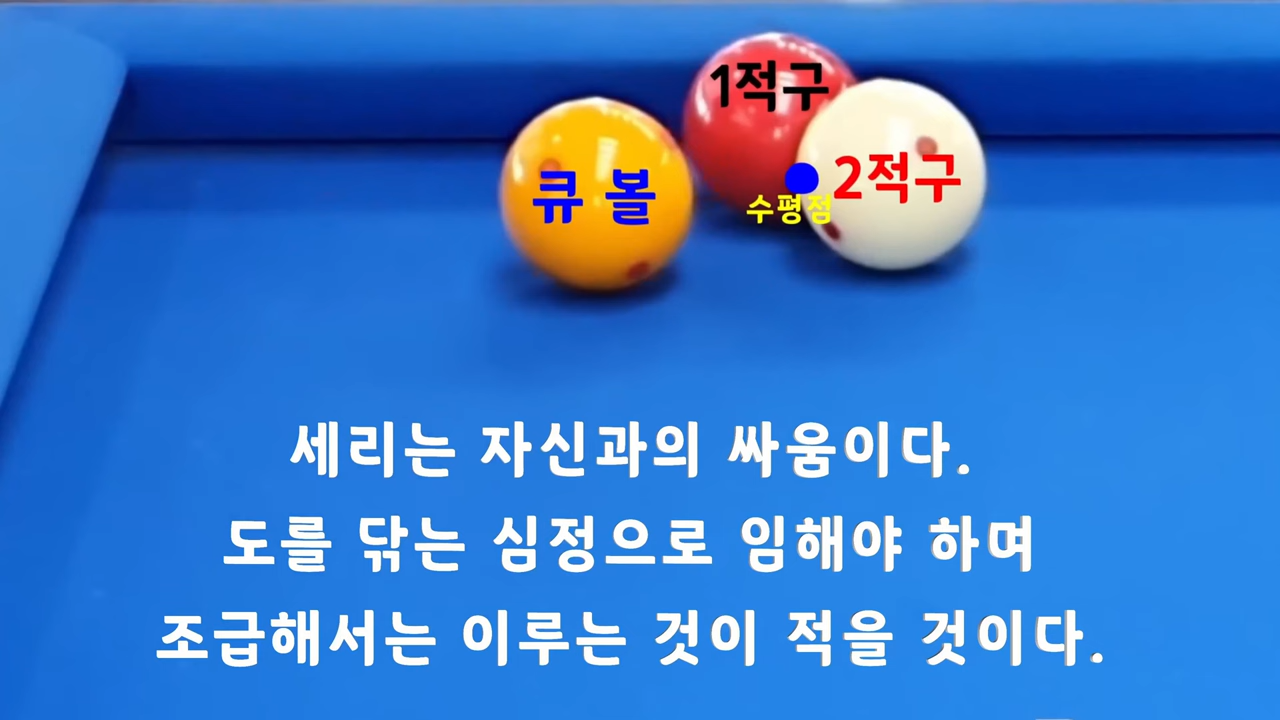 1적구
큐 볼
2적구
수평점
세리는 자신과의 싸움이다.
도를 닦는 심정으로 임해야 하며
조급해서는 이루는 것이 적을 것이다.